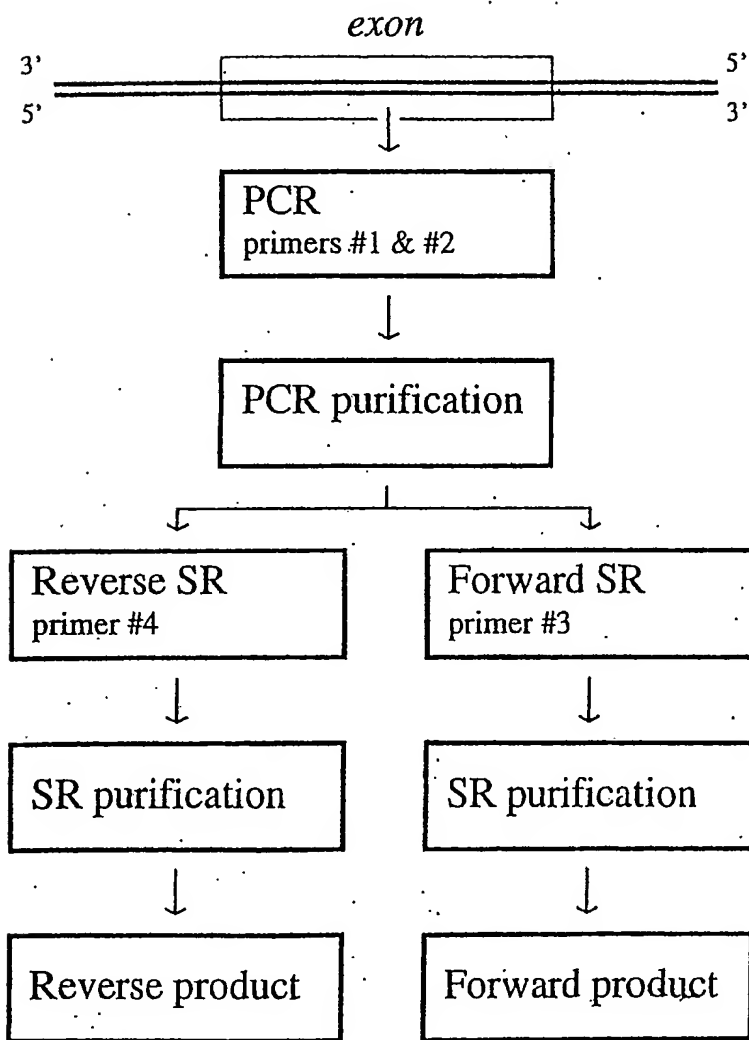 exon
3' 5'
5' 3'
PCR
primers #1 & #2
PCR purification
Reverse SR
primer #4
Forward SR
primer #3
SR purification
SR purification
Reverse product
Forward product